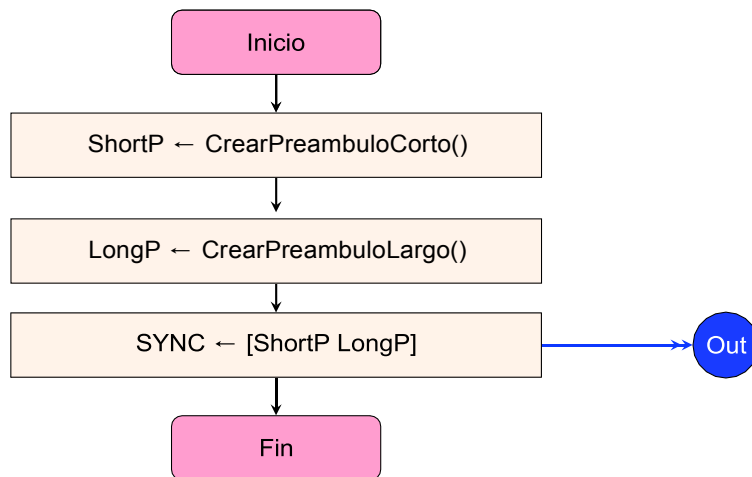 Inicio
ShortP ← CrearPreambuloCorto()
LongP ← CrearPreambuloLargo()
SYNC ← [ShortP LongP]
Out
Fin